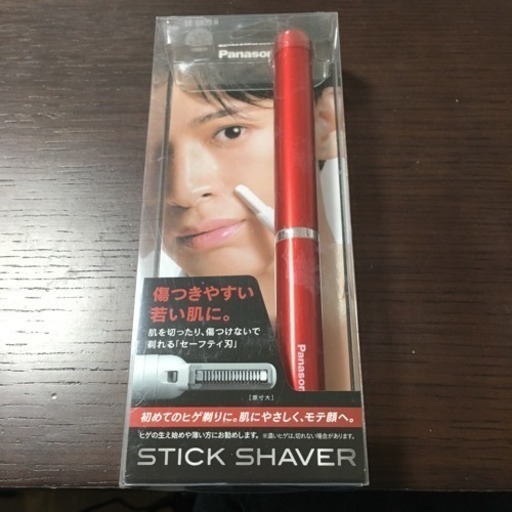 Panasonic
傷つきやすい
若い肌に。
肌を切ったり、傷つけないで
剃れる「セーフティ刃」
Panasonic
[原寸大]
初めてのヒゲ剃りに。肌にやさしく、モテ顔へ。
ヒゲの生え始めや薄い方にお勧めします。※濃いヒゲは、切れない場合があります。
STICK SHAVER